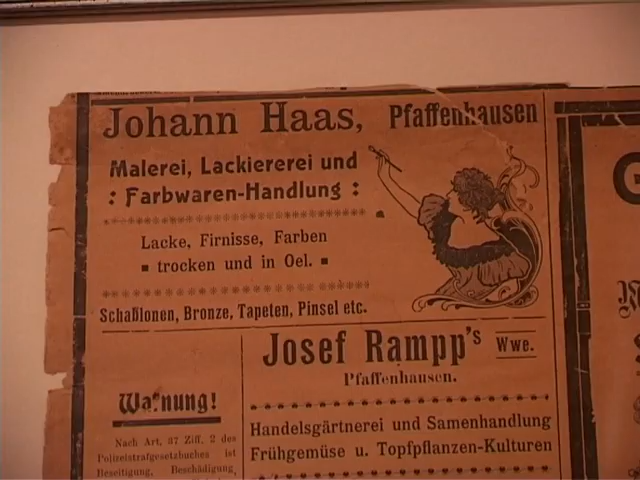 Johann Haas, Pfaffenhausen
Malerei, Lackiererei und
: Farbwaren-Handlung :
Lacke, Firnisse, Farben
▪ trocken und in Oel. ▪
Schablonen, Bronze, Tapeten, Pinsel etc.
Josef Rampp's Wwe.
Pfaffenhausen.
Handelsgärtnerei und Samenhandlung
Frühgemüse u. Topfpflanzen-Kulturen
Warnung!
Nach Art. 37 Ziff. 2 des
Polizeistrafgesetzbuches ist
Beseitigung, Beschädigung,